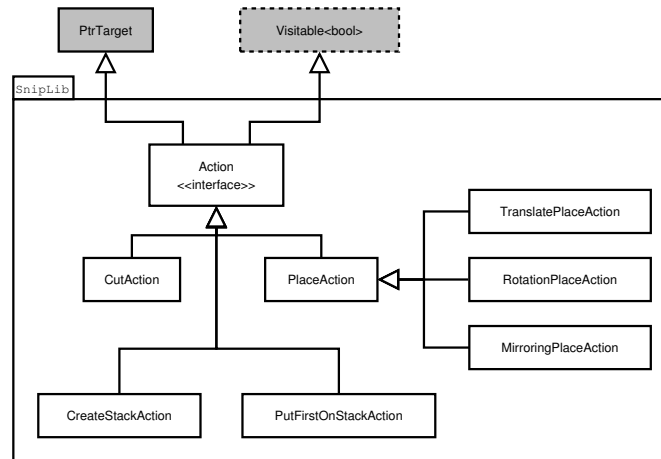 PtrTarget
Visitable<bool>
SnipLib
Action
<<interface>>
TranslatePlaceAction
CutAction
PlaceAction
RotationPlaceAction
MirroringPlaceAction
CreateStackAction
PutFirstOnStackAction